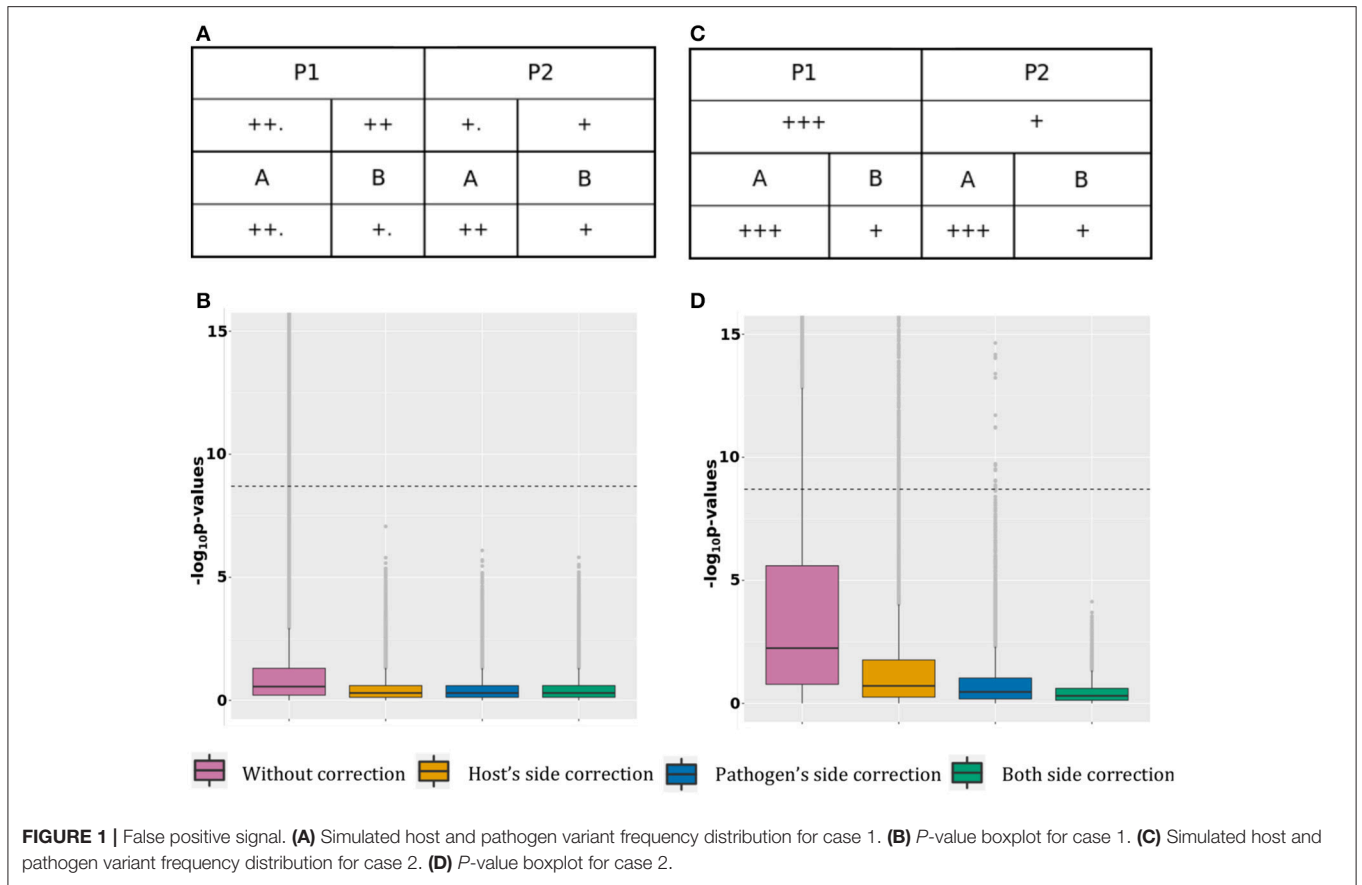 A
P1 P2
++. ++ +. +
A B A B
++. +. ++ +
C
P1 P2
+++ +
A B A B
+++ + +++ +
B
-log10p-values
15
10
5
0
D
-log10p-values
15
10
5
0
Without correction Host's side correction Pathogen's side correction Both side correction
FIGURE 1 | False positive signal. (A) Simulated host and pathogen variant frequency distribution for case 1. (B) P-value boxplot for case 1. (C) Simulated host and
pathogen variant frequency distribution for case 2. (D) P-value boxplot for case 2.